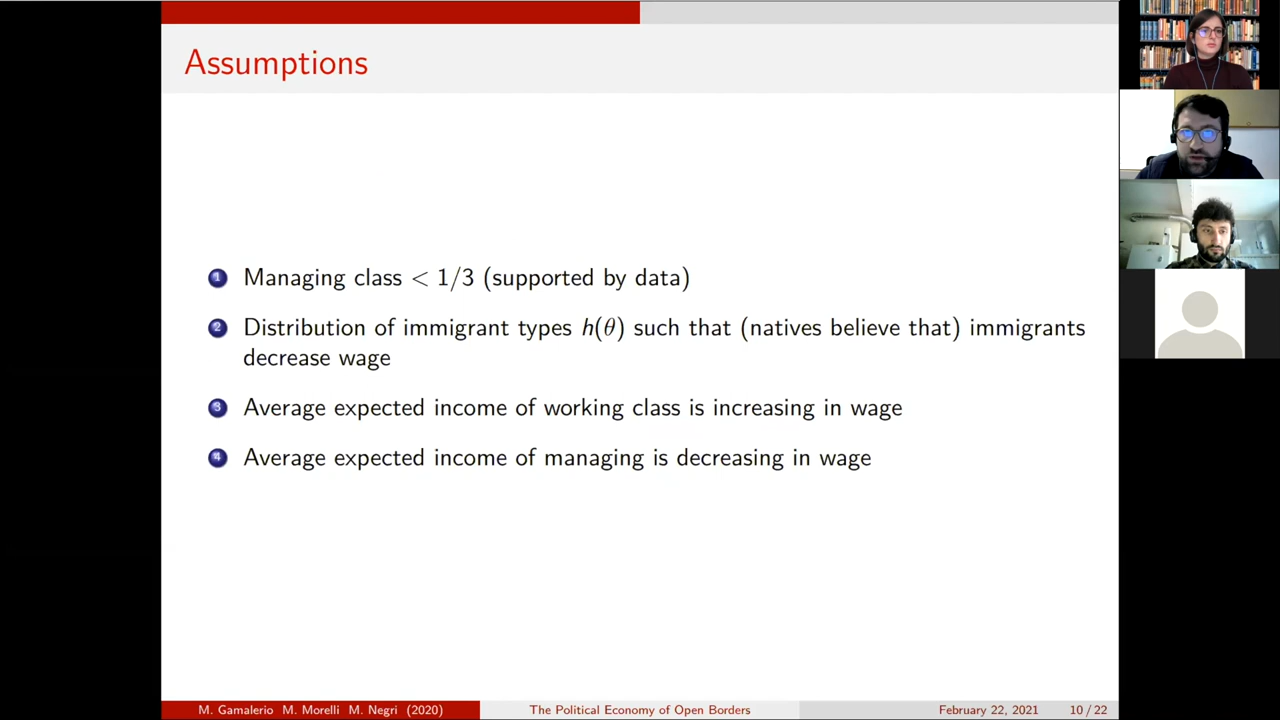 Assumptions
1 Managing class < 1/3 (supported by data)
2 Distribution of immigrant types h(θ) such that (natives believe that) immigrants
decrease wage
3 Average expected income of working class is increasing in wage
4 Average expected income of managing is decreasing in wage
M. Gamalerio M. Morelli M. Negri (2020) The Political Economy of Open Borders February 22, 2021 10 / 22